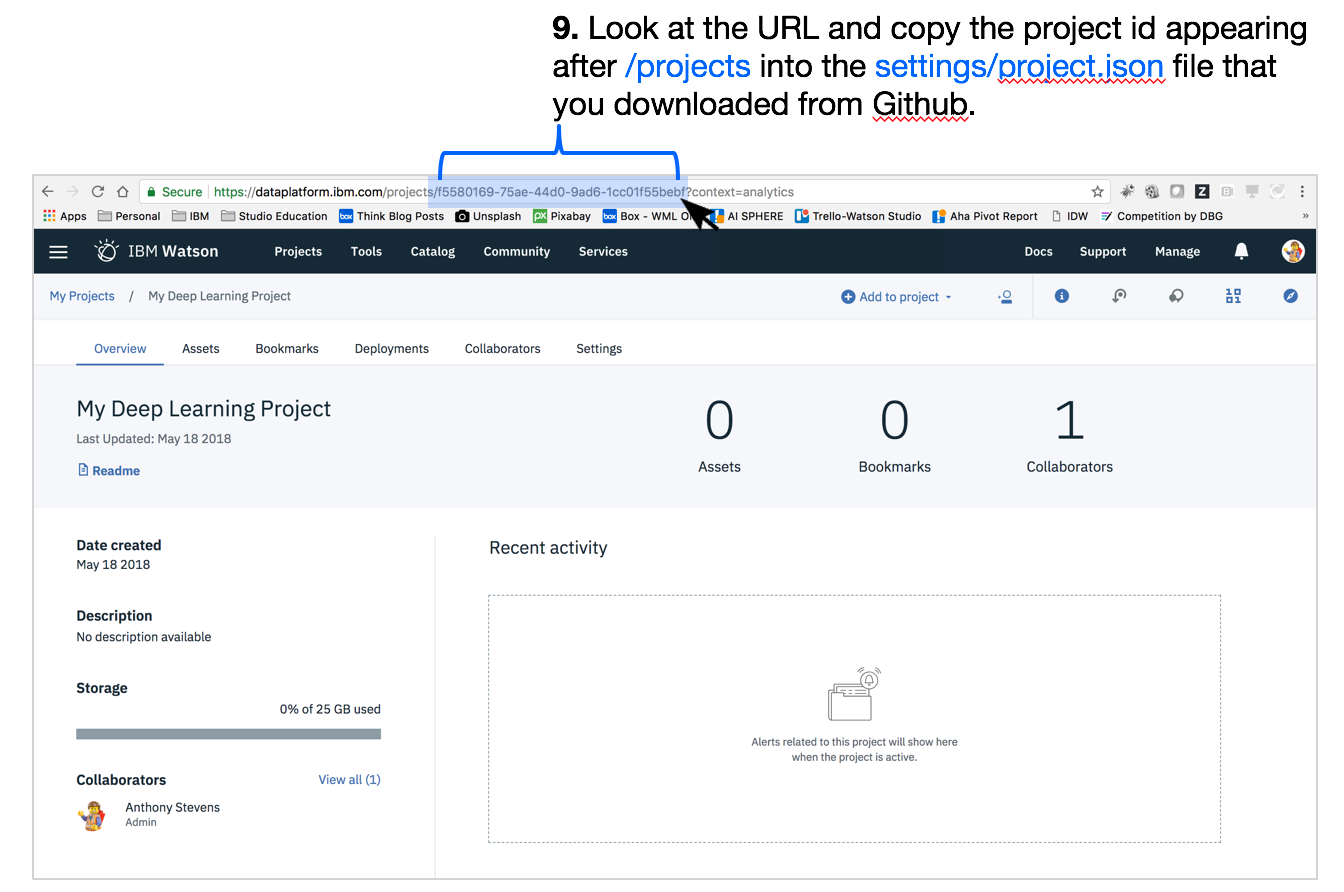 9. Look at the URL and copy the project id appearing
after /projects into the settings/project.json file that
you downloaded from Github.
Secure https://dataplatform.ibm.com/projects/f5580169-75ae-44d0-9ad6-1cc01f55bebf?context=analytics
Apps Personal IBM Studio Education Think Blog Posts Unsplash Pixabay Box - WML AI SPHERE Trello-Watson Studio Aha Pivot Report IDW Competition by DBG »
IBM Watson Projects Tools Catalog Community Services Docs Support Manage
My Projects / My Deep Learning Project Add to project
Overview Assets Bookmarks Deployments Collaborators Settings
My Deep Learning Project
Last Updated: May 18 2018
Readme
0 0 1
Assets Bookmarks Collaborators
Date created
May 18 2018
Description
No description available
Storage
0% of 25 GB used
Collaborators View all (1)
Anthony Stevens
Admin
Recent activity
Alerts related to this project will show here
when the project is active.